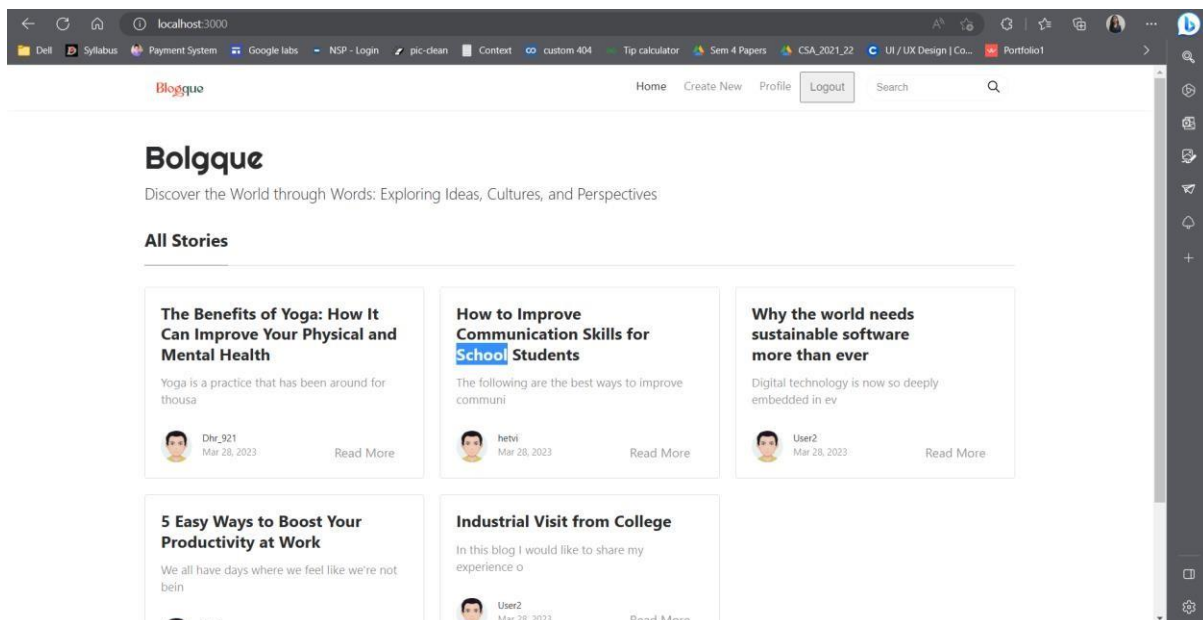 localhost:3000
Dell Syllabus Payment System Google labs NSP - Login pic-clean Context custom 404 Tip calculator Sem 4 Papers CSA_2021_22 UI / UX Design | Co... Portfolio1
Blogque Home Create New Profile Logout Search
Bolgque
Discover the World through Words: Exploring Ideas, Cultures, and Perspectives
All Stories
The Benefits of Yoga: How It
Can Improve Your Physical and
Mental Health
Yoga is a practice that has been around for
thousa
Dhr_921
Mar 28, 2023 Read More
How to Improve
Communication Skills for
School Students
The following are the best ways to improve
communi
hetvi
Mar 28, 2023 Read More
Why the world needs
sustainable software
more than ever
Digital technology is now so deeply
embedded in ev
User2
Mar 28, 2023 Read More
5 Easy Ways to Boost Your
Productivity at Work
We all have days where we feel like we're not
bein
Industrial Visit from College
In this blog I would like to share my
experience o
User2
Mar 28, 2023 Read More